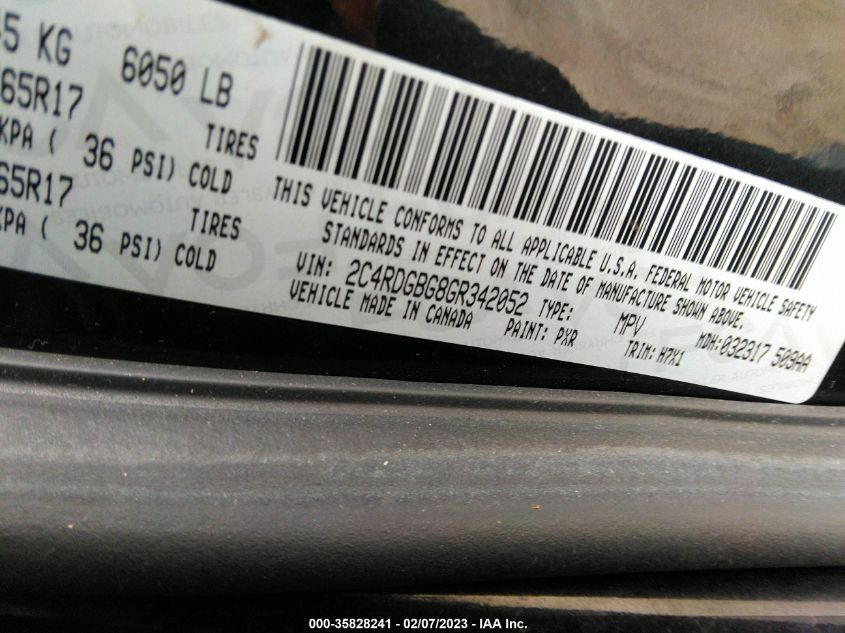 5 KG 6050 LB
65R17 TIRES
KPA ( 36 PSI) COLD
65R17 TIRES
KPA ( 36 PSI) COLD
THIS VEHICLE CONFORMS TO ALL APPLICABLE U.S.A. FEDERAL MOTOR VEHICLE SAFETY
STANDARDS IN EFFECT ON THE DATE OF MANUFACTURE SHOWN ABOVE.
VIN: 2C4RDGBG8GR342052 TYPE: MPV MDH:032317 509AA
VEHICLE MADE IN CANADA PAINT: PXR TRIM: H7X1
000-35828241 - 02/07/2023 - IAA Inc.